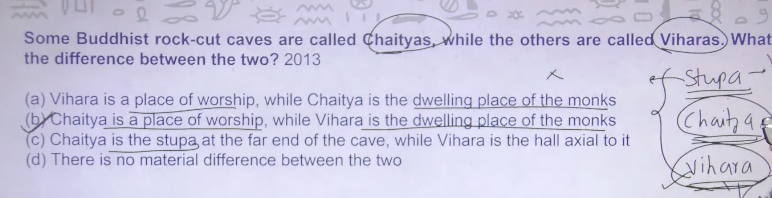 Some Buddhist rock-cut caves are called Chaityas, while the others are called Viharas. What
the difference between the two? 2013
Stupa
(a) Vihara is a place of worship, while Chaitya is the dwelling place of the monks
(b) Chaitya is a place of worship, while Vihara is the dwelling place of the monks
Chaitya
(c) Chaitya is the stupa at the far end of the cave, while Vihara is the hall axial to it
(d) There is no material difference between the two
Vihara